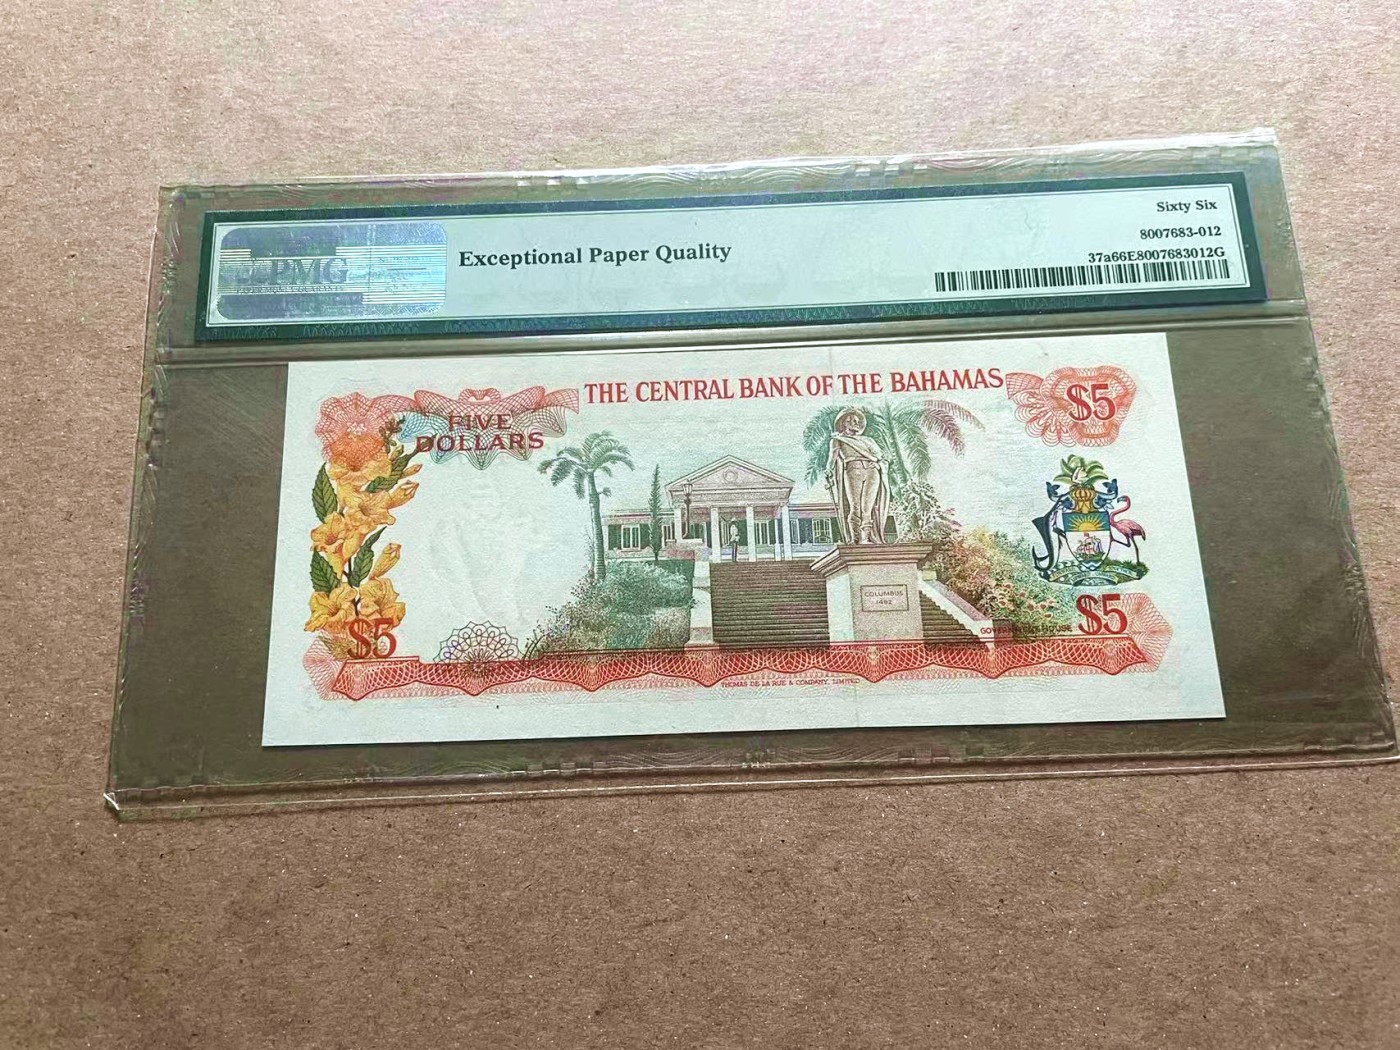 Sixty Six
PMG
Exceptional Paper Quality
8007683-012
37a66E8007683012G
THE CENTRAL BANK OF THE BAHAMAS
$5
FIVE
DOLLARS
COLUMBUS
1492
$5
GOVERNMENT HOUSE
$5
THOMAS DE LA RUE & COMPANY, LIMITED